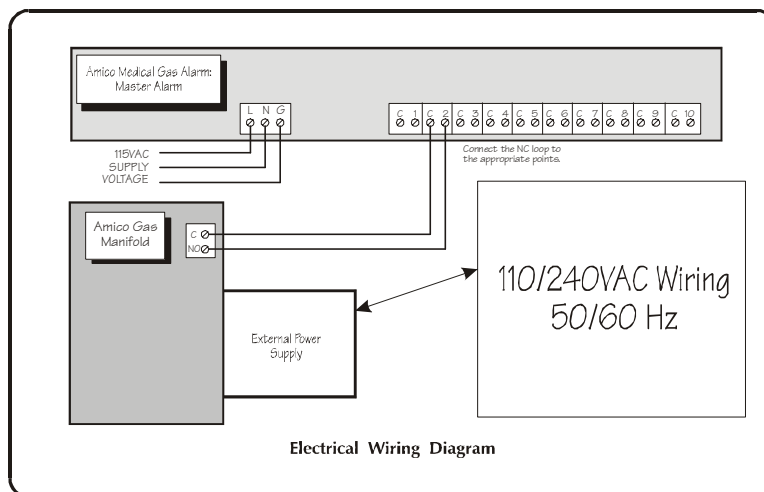 Amico Medical Gas Alarm:
Master Alarm
L N G
C 1 C 2 C 3 C 4 C 5 C 6 C 7 C 8 C 9 C 10
115VAC
SUPPLY
VOLTAGE
Connect the NC loop to
the appropriate points.
Amico Gas
Manifold
C
NO
External Power
Supply
110/240VAC Wiring
50/60 Hz
Electrical Wiring Diagram